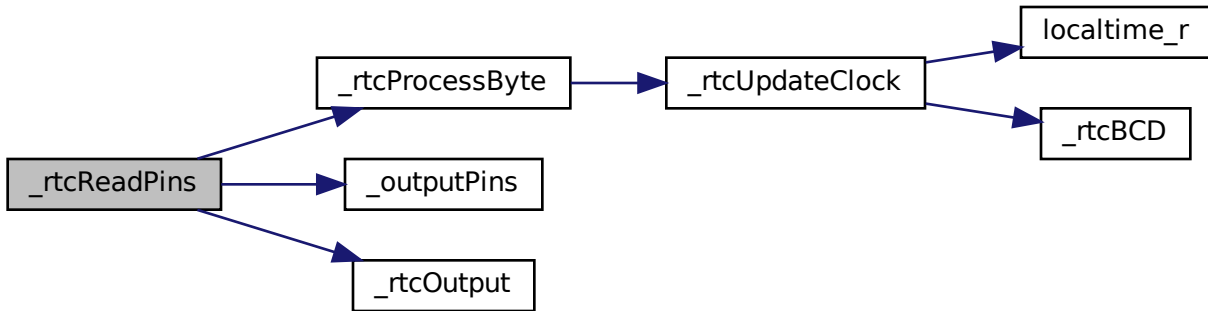 localtime_r
_rtcProcessByte
_rtcUpdateClock
_rtcBCD
_rtcReadPins
_outputPins
_rtcOutput